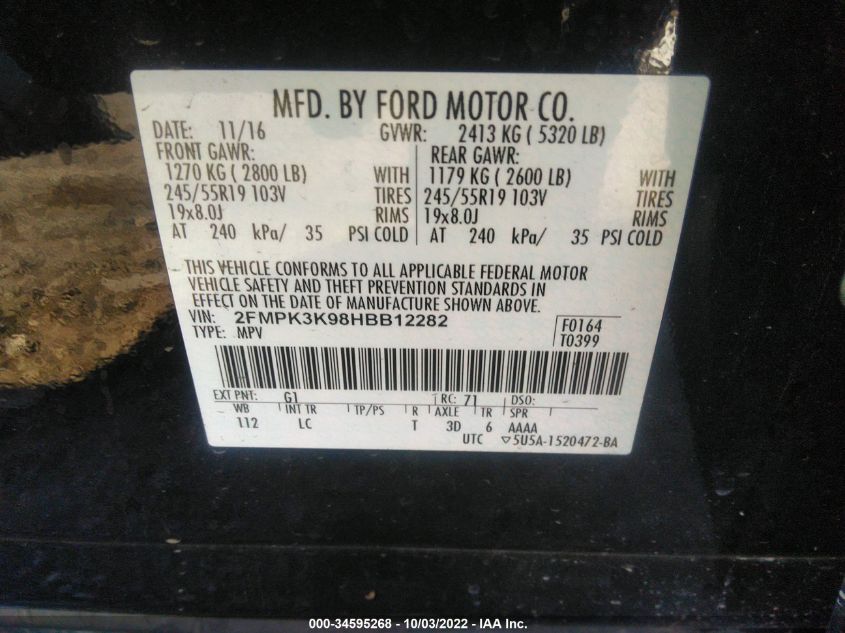 MFD. BY FORD MOTOR CO.
DATE: 11/16 GVWR: 2413 KG ( 5320 LB)
FRONT GAWR: REAR GAWR:
1270 KG ( 2800 LB) WITH 1179 KG ( 2600 LB) WITH
245/55R19 103V TIRES 245/55R19 103V TIRES
19x8.0J RIMS 19x8.0J RIMS
AT 240 kPa/ 35 PSI COLD AT 240 kPa/ 35 PSI COLD
THIS VEHICLE CONFORMS TO ALL APPLICABLE FEDERAL MOTOR
VEHICLE SAFETY AND THEFT PREVENTION STANDARDS IN
EFFECT ON THE DATE OF MANUFACTURE SHOWN ABOVE.
VIN: 2FMPK3K98HBB12282 F0164
TYPE: MPV T0399
EXT PNT: G1 RC: 71 DSO:
WB INT TR TP/PS R AXLE TR SPR
112 LC T 3D 6 AAAA
UTC ▽5U5A-1520472-BA
000-34595268 - 10/03/2022 - IAA Inc.